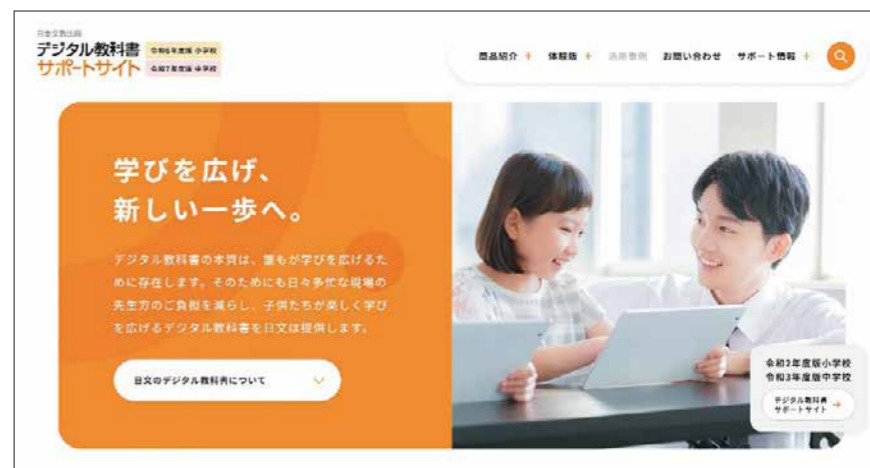 日本文教出版
デジタル教科書
サポートサイト
令和6年度版 小学校
令和7年度版 中学校
商品紹介 +
体験版 +
活用事例
お問い合わせ
サポート情報 +
学びを広げ、
新しい一歩へ。
デジタル教科書の本質は、誰もが学びを広げるた
めに存在します。そのためにも日々多忙な現場の
先生方のご負担を減らし、子供たちが楽しく学び
を広げるデジタル教科書を日文は提供します。
日文のデジタル教科書について
令和2年度版小学校
令和3年度版中学校
デジタル教科書
サポートサイト →